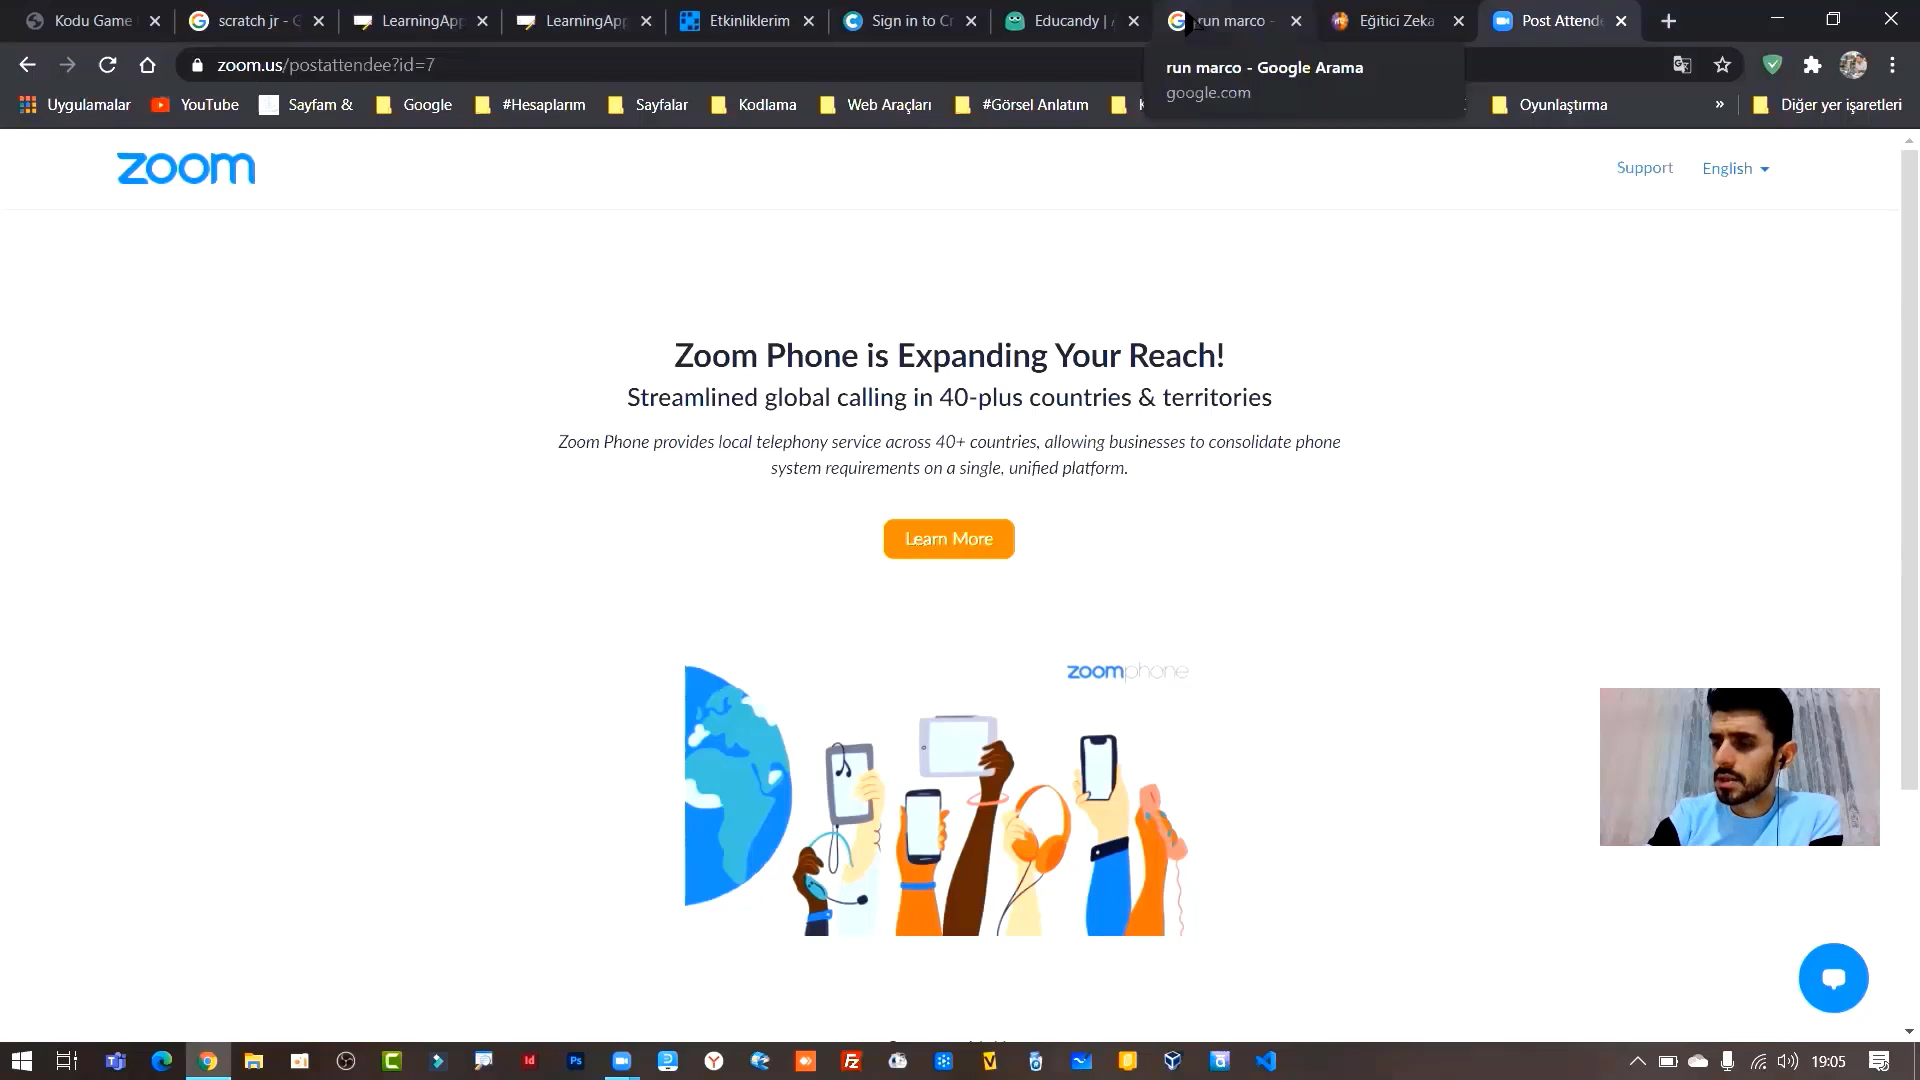 Kodu Game
scratch jr - G
LearningApp
LearningApp
Etkinliklerim
Sign in to Cr
Educandy | A
run marco -
Eğitici Zeka
Post Attende
zoom.us/postattendee?id=7
run marco - Google Arama
google.com
Uygulamalar
YouTube
Sayfam &
Google
#Hesaplarım
Sayfalar
Kodlama
Web Araçları
#Görsel Anlatım
Oyunlaştırma
»
Diğer yer işaretleri
zoom
Support
English
Zoom Phone is Expanding Your Reach!
Streamlined global calling in 40-plus countries & territories
Zoom Phone provides local telephony service across 40+ countries, allowing businesses to consolidate phone
system requirements on a single, unified platform.
Learn More
zoomphone
19:05